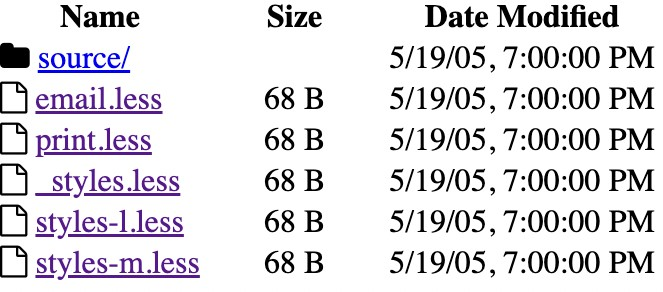 Name Size Date Modified
source/ 5/19/05, 7:00:00 PM
email.less 68 B 5/19/05, 7:00:00 PM
print.less 68 B 5/19/05, 7:00:00 PM
_styles.less 68 B 5/19/05, 7:00:00 PM
styles-l.less 68 B 5/19/05, 7:00:00 PM
styles-m.less 68 B 5/19/05, 7:00:00 PM